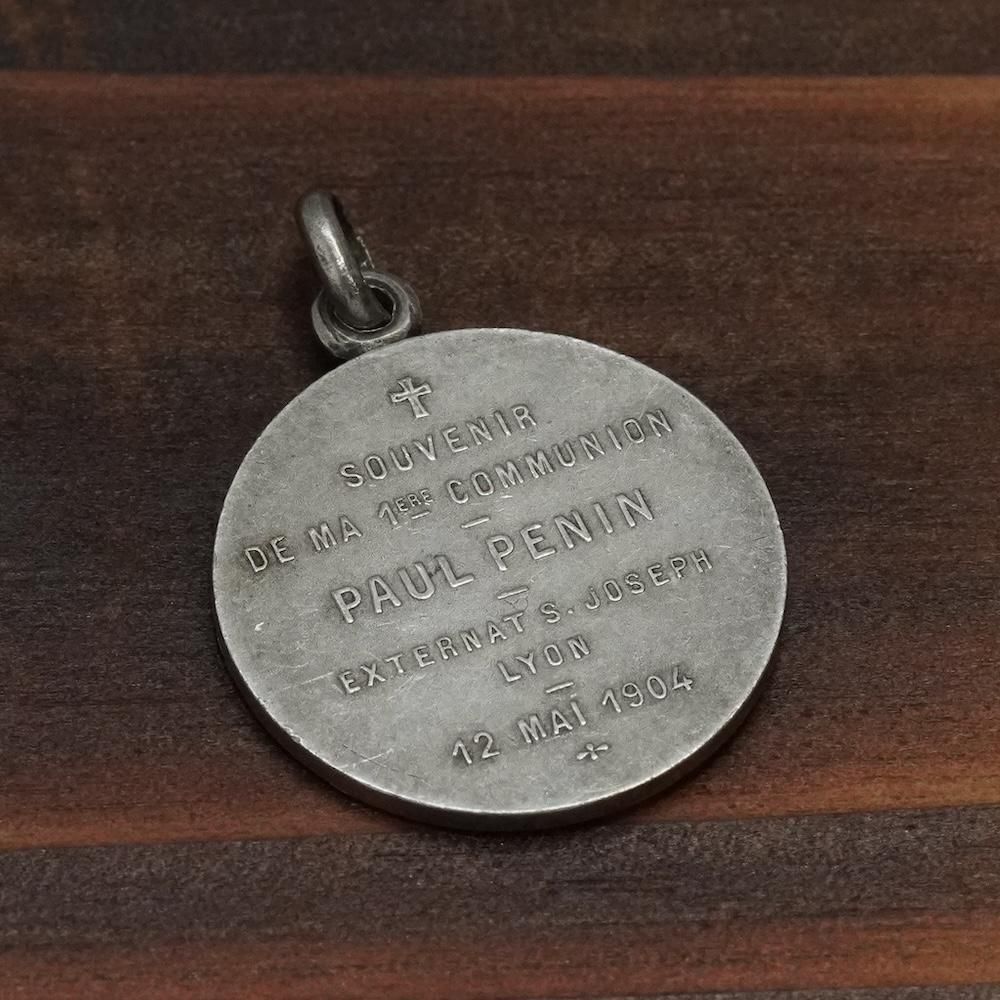 SOUVENIR
DE MA 1ERE COMMUNION
PAUL PENIN
EXTERNAT S. JOSEPH
LYON
12 MAI 1904